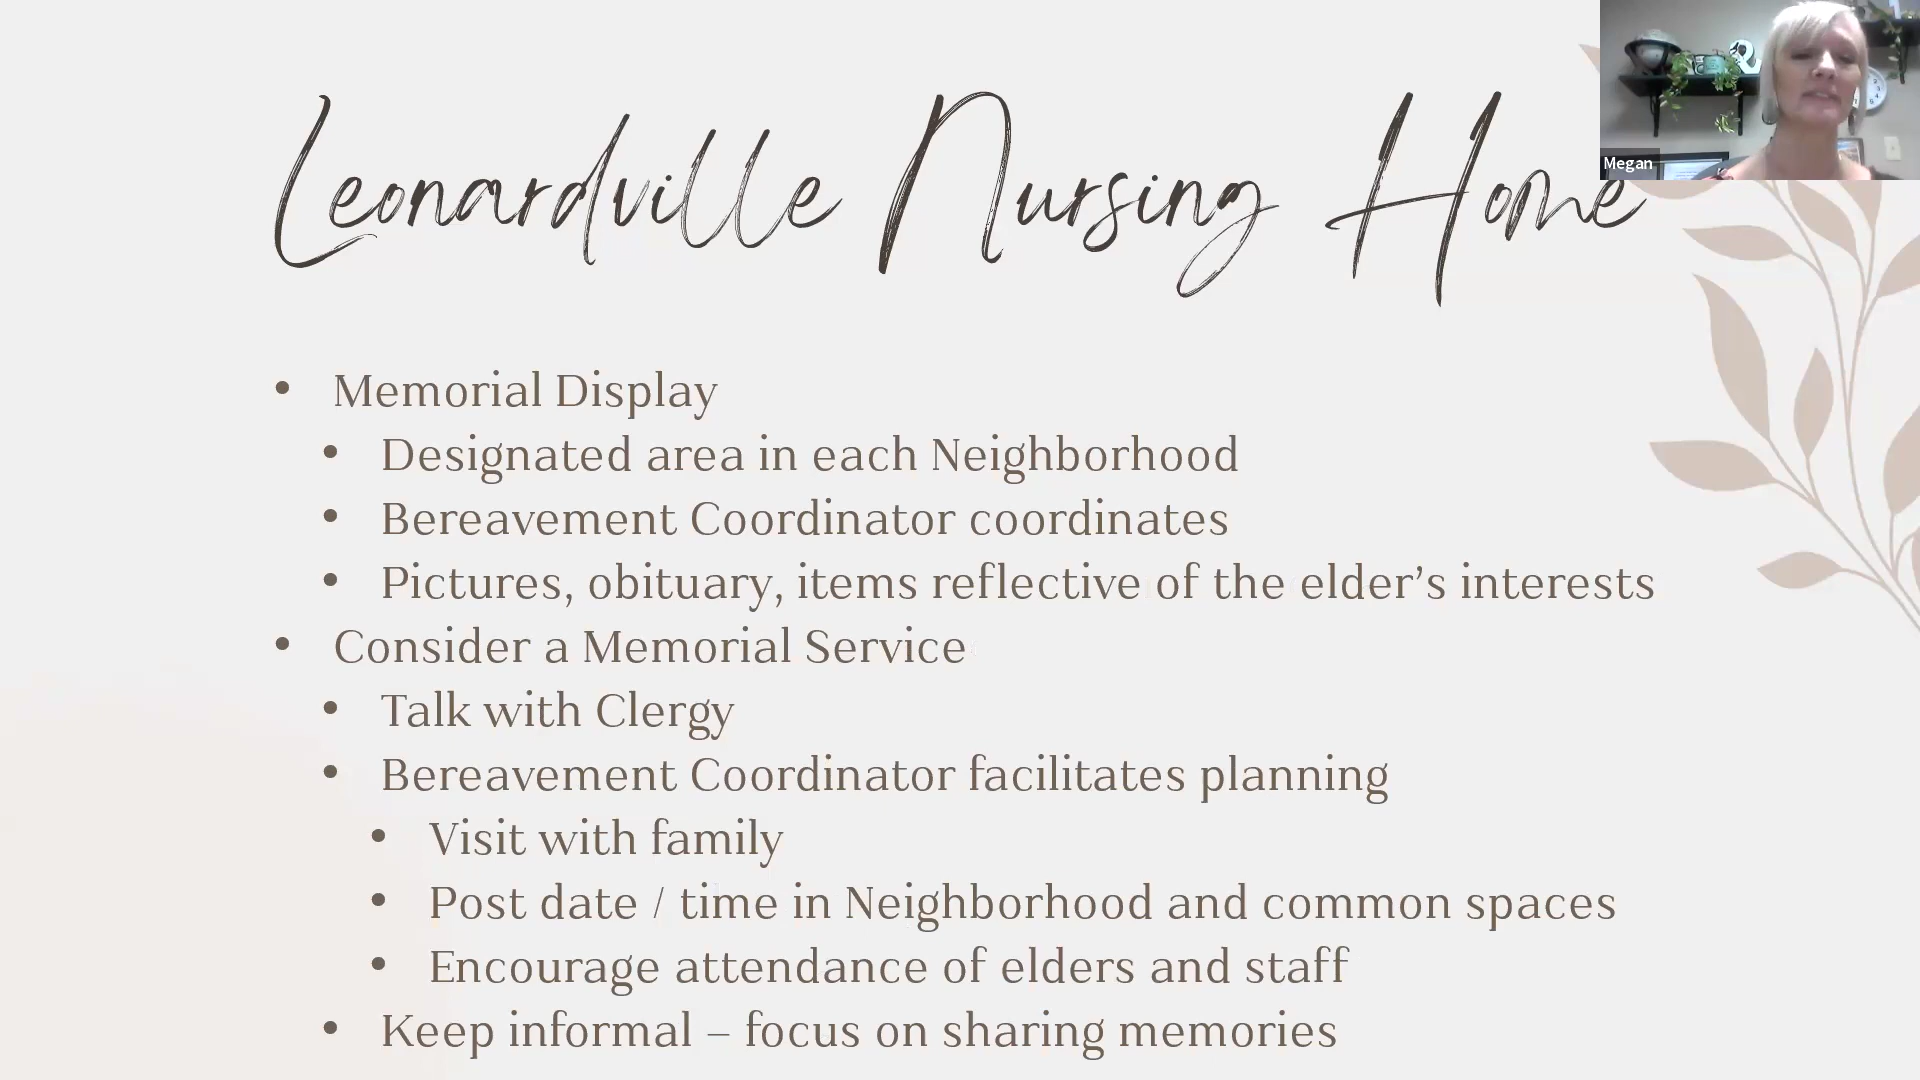 Leonardville Nursing Home
Megan
• Memorial Display
• Designated area in each Neighborhood
• Bereavement Coordinator coordinates
• Pictures, obituary, items reflective of the elder’s interests
• Consider a Memorial Service
• Talk with Clergy
• Bereavement Coordinator facilitates planning
• Visit with family
• Post date / time in Neighborhood and common spaces
• Encourage attendance of elders and staff
• Keep informal – focus on sharing memories